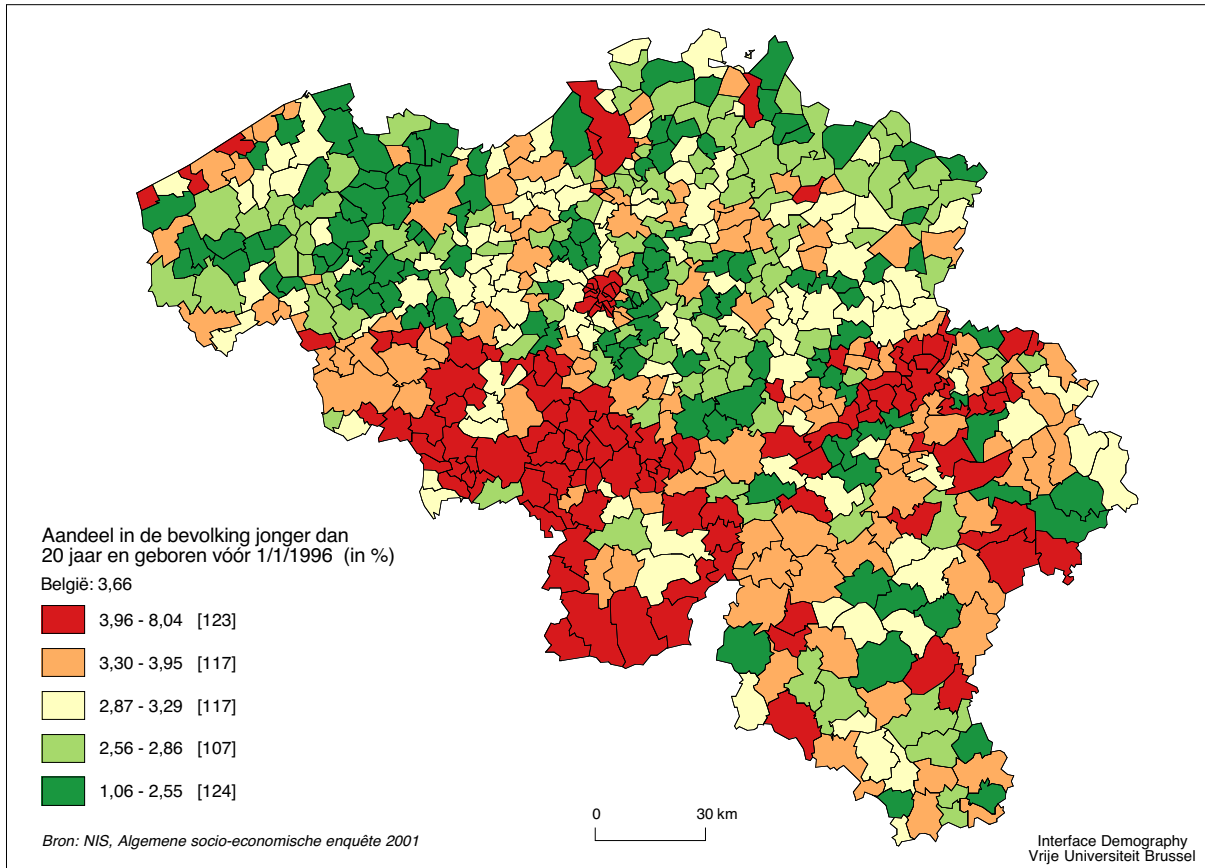 Aandeel in de bevolking jonger dan
20 jaar en geboren vóór 1/1/1996 (in %)
België: 3,66
3,96 - 8,04 [123]
3,30 - 3,95 [117]
2,87 - 3,29 [117]
2,56 - 2,86 [107]
1,06 - 2,55 [124]
0 30 km
Bron: NIS, Algemene socio-economische enquête 2001
Interface Demography
Vrije Universiteit Brussel